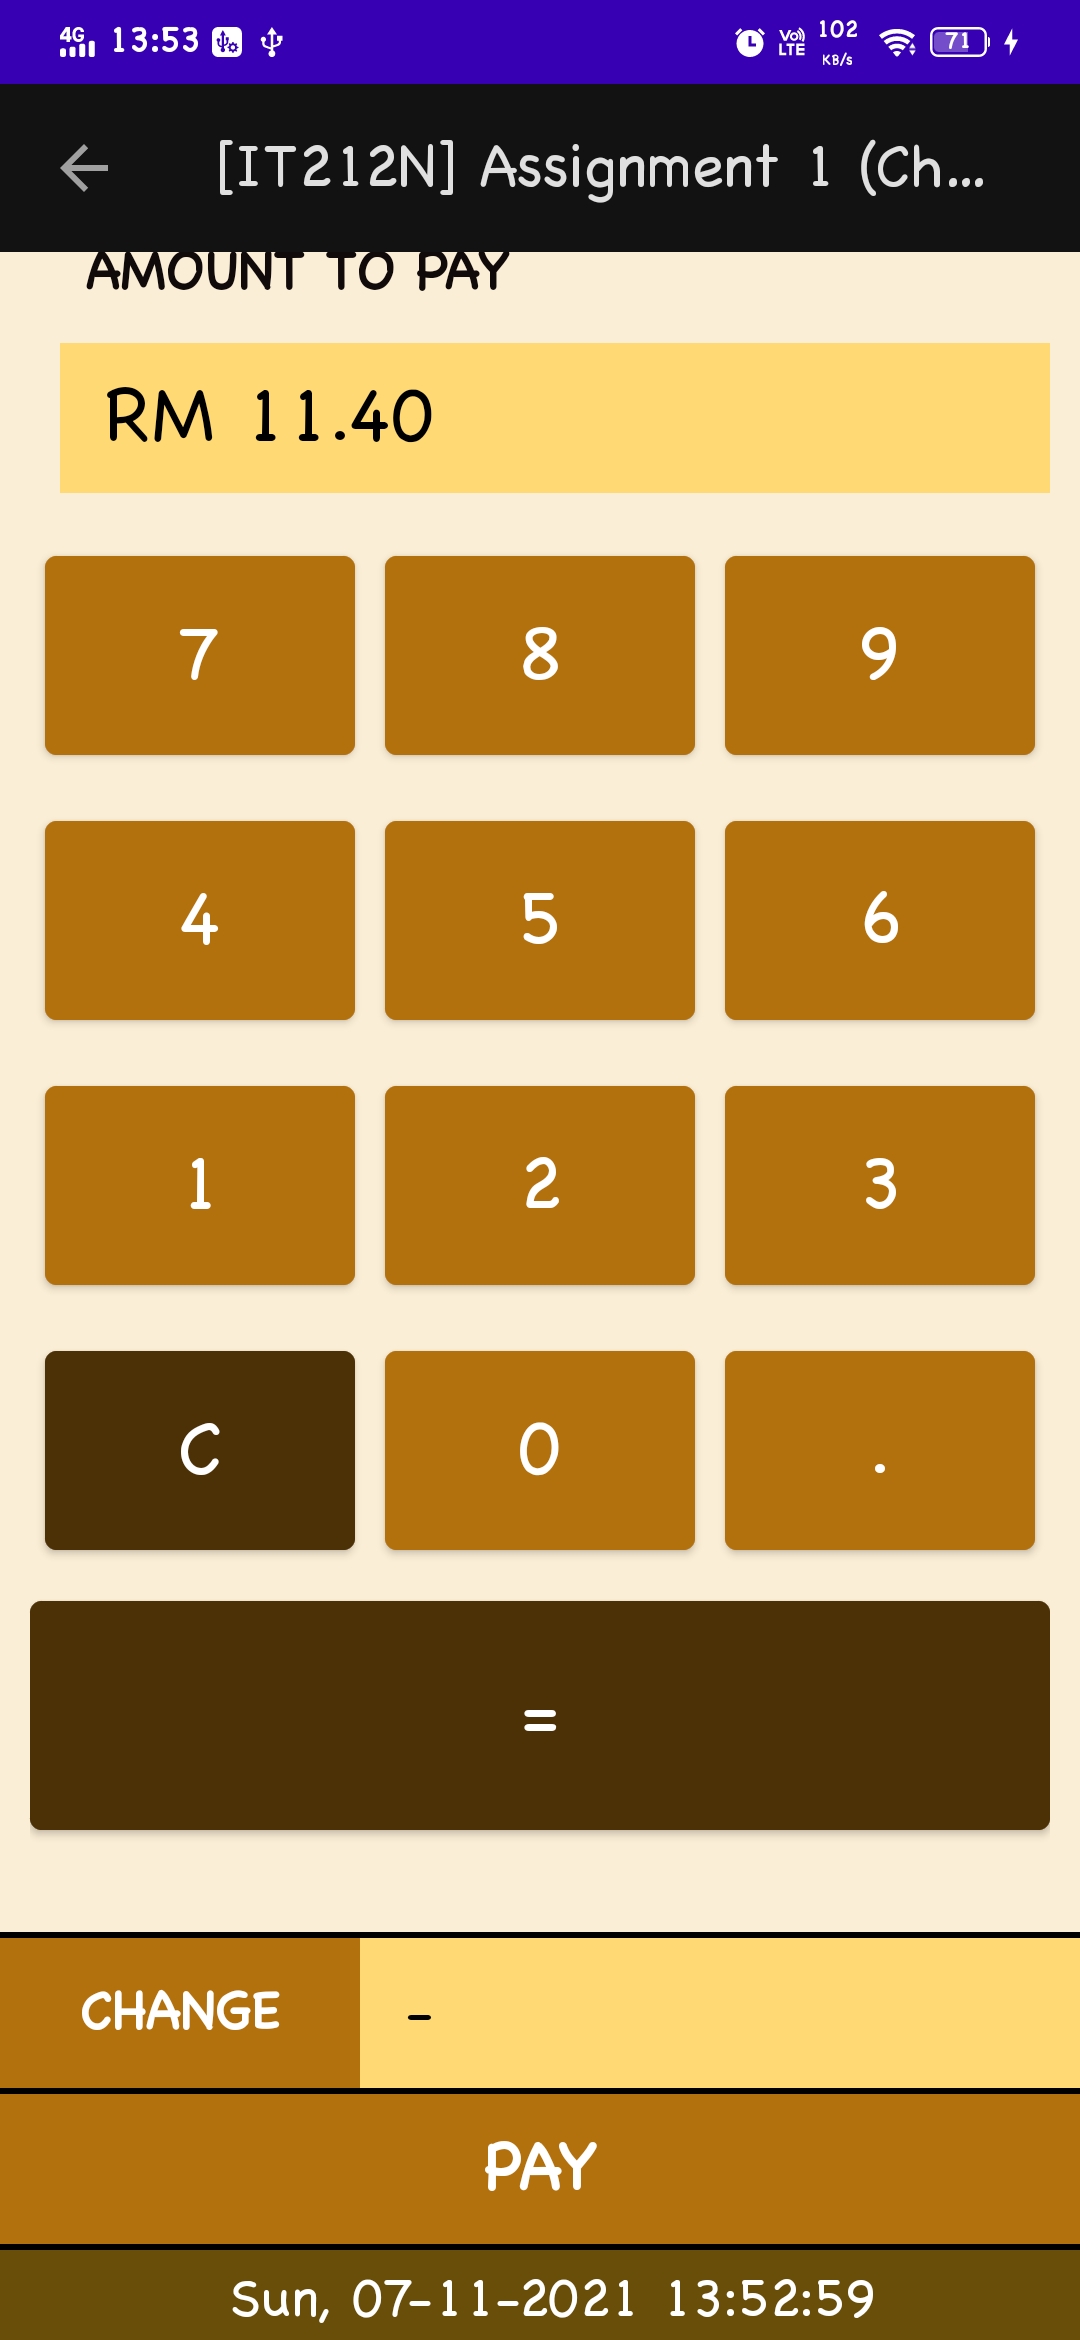 4G 13:53 Vo)) LTE 102 KB/s 71
[IT212N] Assignment 1 (Ch...
AMOUNT TO PAY
RM 11.40
7 8 9
4 5 6
1 2 3
C 0 .
=
CHANGE -
PAY
Sun, 07-11-2021 13:52:59